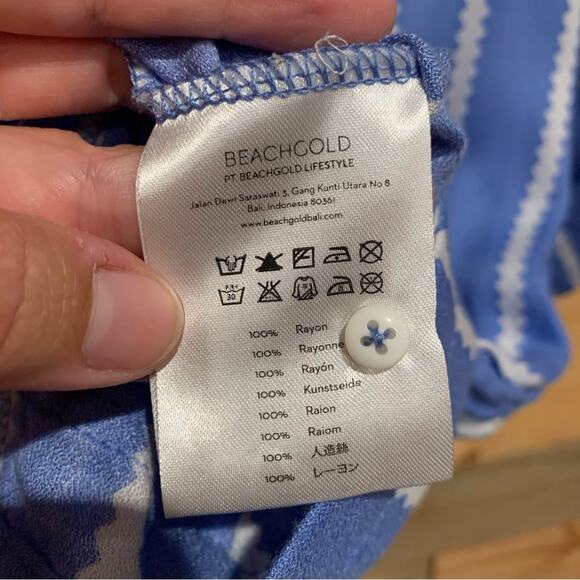 BEACHGOLD
PT. BEACHGOLD LIFESTYLE
Jalan Dewi Saraswati 3, Gang Kunti Utara No 8
Bali, Indonesia 80361
www.beachgoldbali.com
30
100% Rayon
100% Rayonne
100% Rayón
100% Kunstseide
100% Raion
100% Raiom
100% 人造絲
100% レーヨン